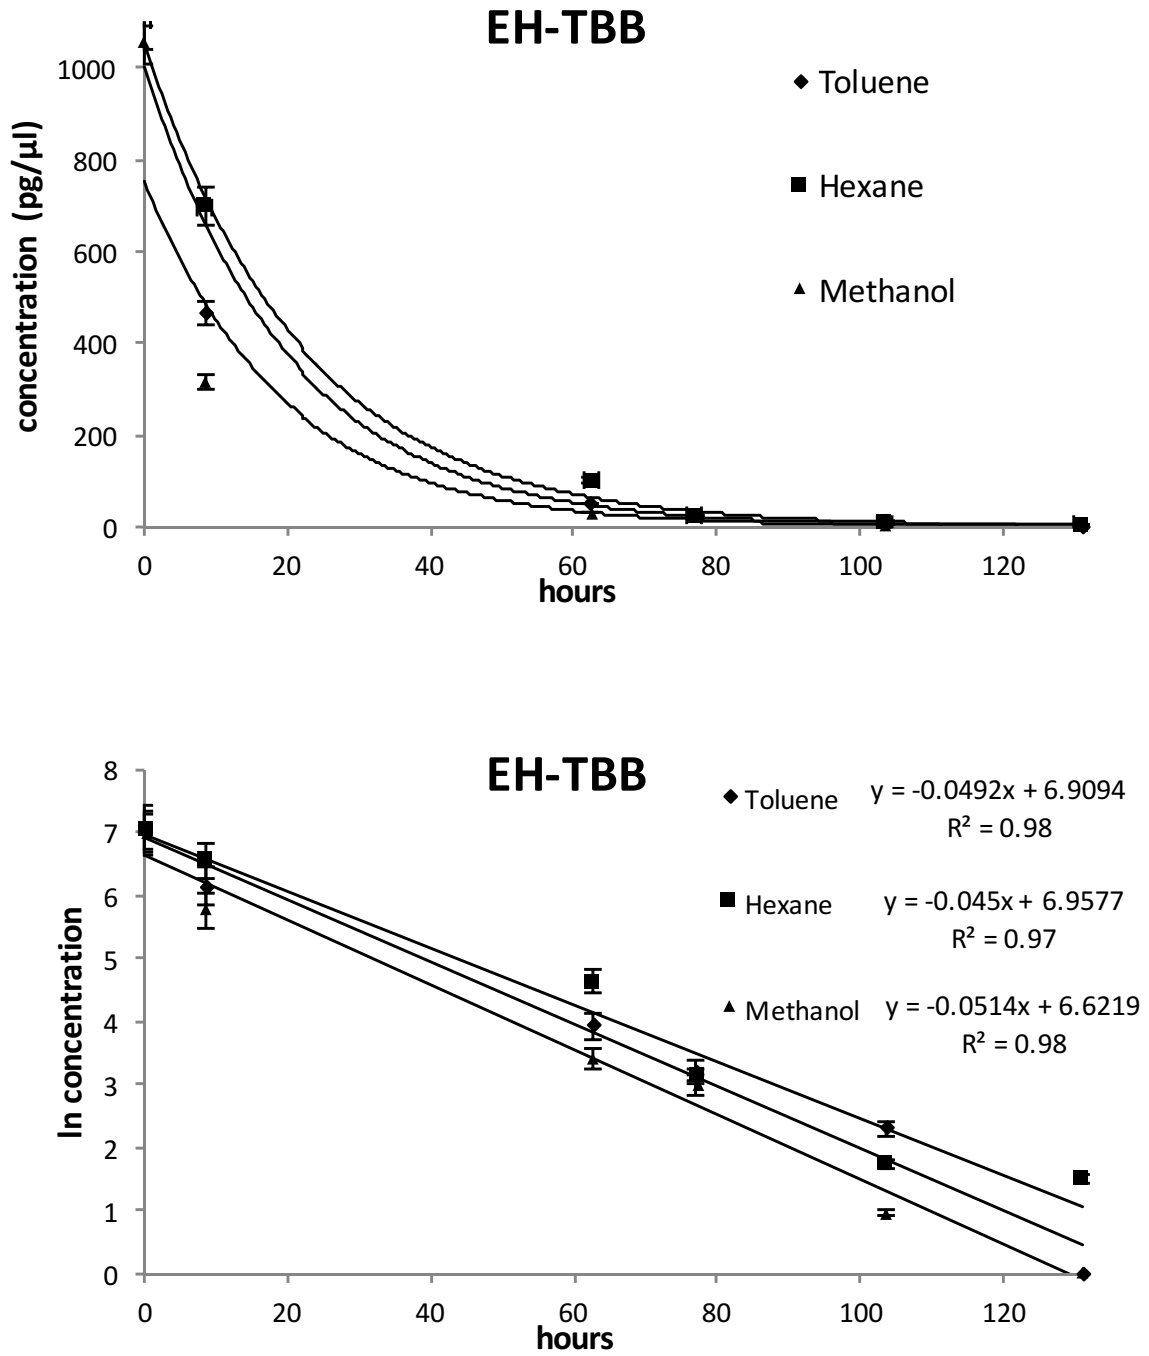 EH-TBB
Toluene
Hexane
Methanol
concentration (pg/µl)
1000
800
600
400
200
0
0 20 40 60 80 100 120
hours
EH-TBB
Toluene y = -0.0492x + 6.9094
R² = 0.98
Hexane y = -0.045x + 6.9577
R² = 0.97
Methanol y = -0.0514x + 6.6219
R² = 0.98
ln concentration
8
7
6
5
4
3
2
1
0
0 20 40 60 80 100 120
hours